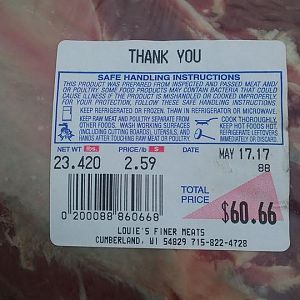 THANK YOU
SAFE HANDLING INSTRUCTIONS
THIS PRODUCT WAS PREPARED FROM INSPECTED AND PASSED MEAT AND/
OR POULTRY. SOME FOOD PRODUCTS MAY CONTAIN BACTERIA THAT COULD
CAUSE ILLNESS IF THE PRODUCT IS MISHANDLED OR COOKED IMPROPERLY.
FOR YOUR PROTECTION, FOLLOW THESE SAFE HANDLING INSTRUCTIONS.
KEEP REFRIGERATED OR FROZEN. THAW IN REFRIGERATOR OR MICROWAVE.
KEEP RAW MEAT AND POULTRY SEPARATE FROM
OTHER FOODS. WASH WORKING SURFACES
(INCLUDING CUTTING BOARDS), UTENSILS,
AND HANDS AFTER TOUCHING RAW MEAT
OR POULTRY.
COOK THOROUGHLY.
KEEP HOT FOODS HOT.
REFRIGERATE LEFTOVERS
IMMEDIATELY OR DISCARD.
NET WT lbs. PRICE/lb $
23.420 2.59
MAY 17.17
88
0 200088 860668
TOTAL
PRICE
$60.66
LOUIE'S FINER MEATS
CUMBERLAND, WI 54829 715-822-4728